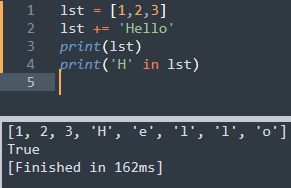 1 lst = [1,2,3]
2 lst += 'Hello'
3 print(lst)
4 print('H' in lst)
5
[1, 2, 3, 'H', 'e', 'l', 'l', 'o']
True
[Finished in 162ms]